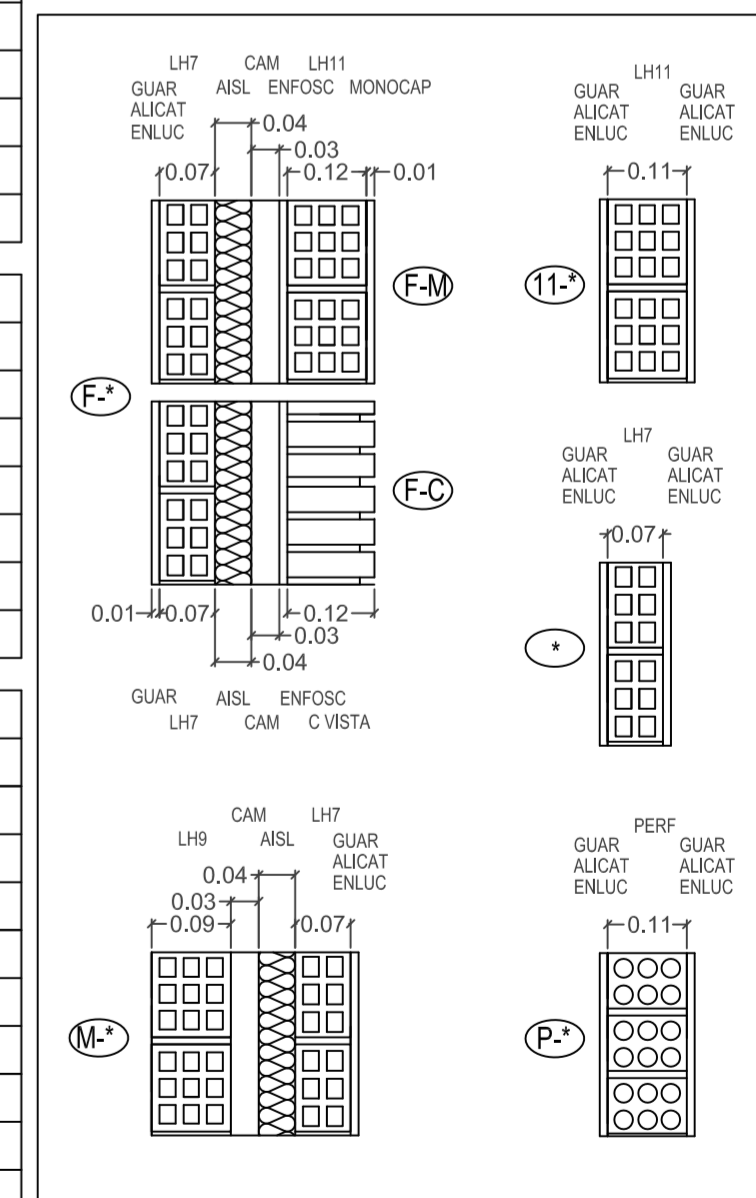 LH7 CAM LH11
GUAR AISL ENFOSC MONOCAP
ALICAT
ENLUC
0.04
0.03
0.07 0.12 0.01
F-M
F-*
F-C
0.01 0.07 0.12
0.03
0.04
GUAR AISL ENFOSC
LH7 CAM C VISTA
LH11
GUAR GUAR
ALICAT ALICAT
ENLUC ENLUC
0.11
11-*
LH7
GUAR GUAR
ALICAT ALICAT
ENLUC ENLUC
0.07
*
CAM LH7
LH9 AISL GUAR
ALICAT
ENLUC
0.04
0.03
0.09 0.07
M-*
PERF
GUAR GUAR
ALICAT ALICAT
ENLUC ENLUC
0.11
P-*